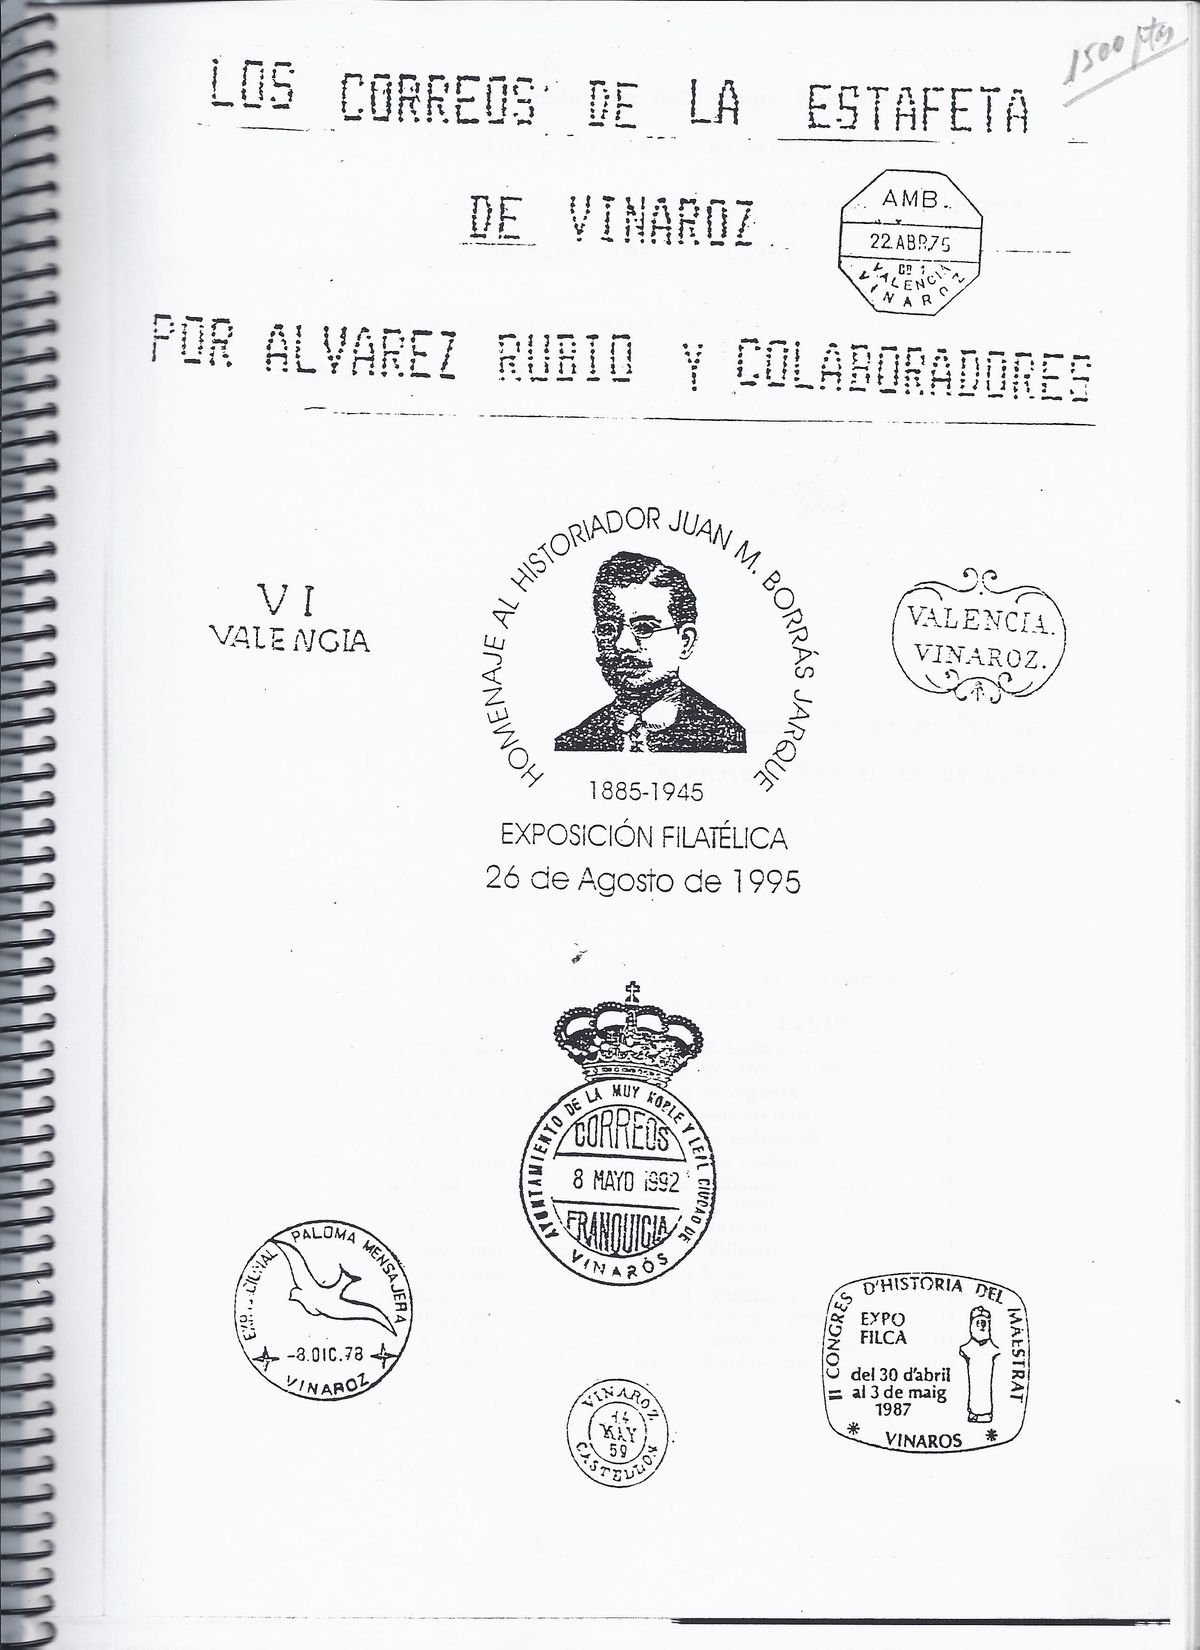 1500 ptas
LOS CORREOS DE LA ESTAFETA
DE VINAROZ
AMB.
22 ABR.75
VALENCIA
VINAROZ
POR ALVAREZ RUBIO Y COLABORADORES
HOMENAJE AL HISTORIADOR JUAN M. BORRÁS JARQUE
1885-1945
EXPOSICIÓN FILATÉLICA
26 de Agosto de 1995
VI
VALENCIA
VALENCIA.
VINAROZ.
AYUNTAMIENTO DE LA MUY NOBLE Y LEAL CIUDAD DE
VINARÓS
CORREOS
8 MAYO 1992
FRANQUICIA
PALOMA MENSAJERA
-8.DIC.78
VINAROZ
VINAROZ
14
MAY
59
CASTELLON
II CONGRES D'HISTORIA DEL MAESTRAT
EXPO
FILCA
del 30 d'abril
al 3 de maig
1987
* VINAROS *